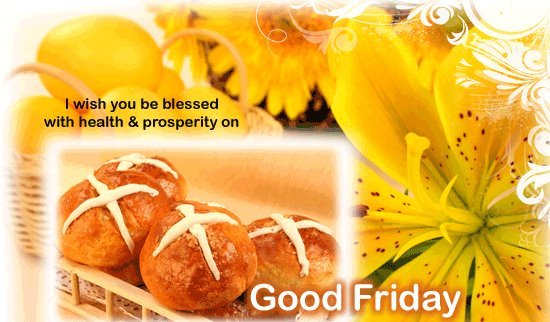 I wish you be blessed
with health & prosperity on
Good Friday